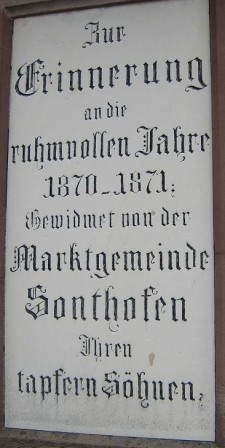 Zur
Erinnerung
an die
ruhmvollen Jahre
1870-1871;
Gewidmet von der
Marktgemeinde
Sonthofen
Ihren
tapfern Söhnen;